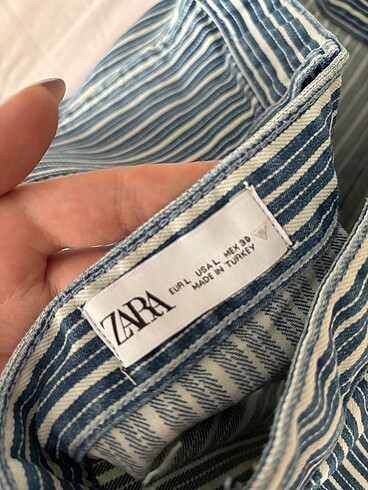 ZARA
EUR L USA L MEX 30
MADE IN TURKEY